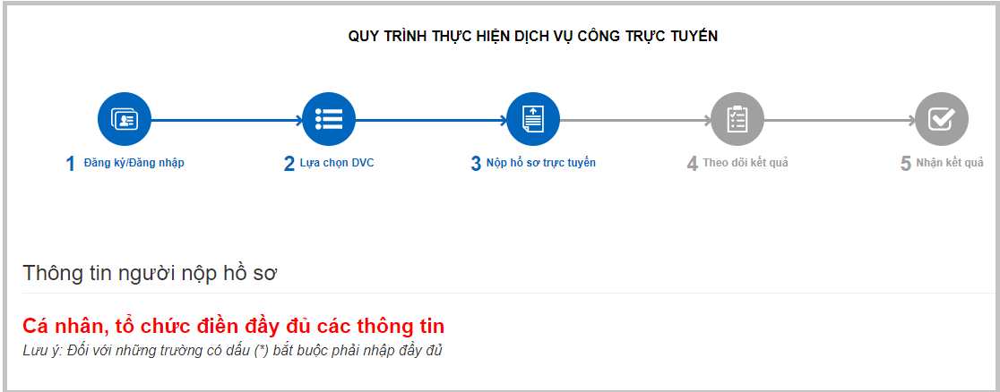 QUY TRÌNH THỰC HIỆN DỊCH VỤ CÔNG TRỰC TUYẾN
1 Đăng ký/Đăng nhập
2 Lựa chọn DVC
3 Nộp hồ sơ trực tuyến
4 Theo dõi kết quả
5 Nhận kết quả
Thông tin người nộp hồ sơ
Cá nhân, tổ chức điền đầy đủ các thông tin
Lưu ý: Đối với những trường có dấu (*) bắt buộc phải nhập đầy đủ